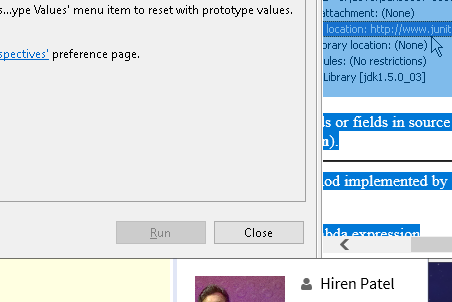 s...ype Values' menu item to reset with prototype values.
spectives' preference page.
Run
Close
attachment: (None)
location: http://www.junit
brary location: (None)
ules: (No restrictions)
Library [jdk1.5.0_03]
ds or fields in source
n).
nod implemented by
bda expression
Hiren Patel